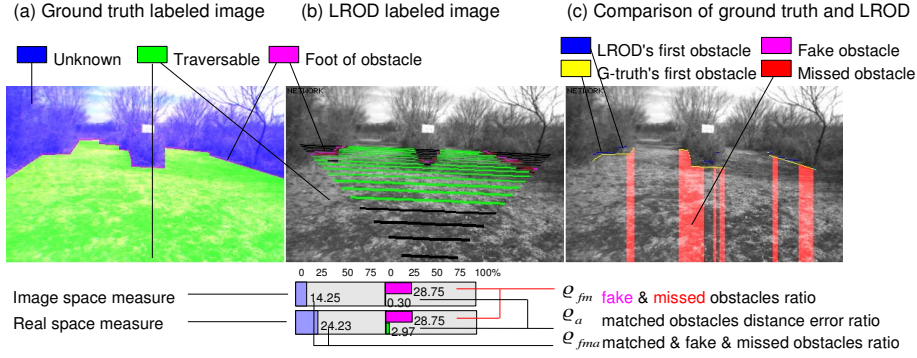 (a) Ground truth labeled image
(b) LROD labeled image
(c) Comparison of ground truth and LROD
Unknown
Traversable
Foot of obstacle
LROD's first obstacle
Fake obstacle
G-truth's first obstacle
Missed obstacle
NETWORK
NETWORK
0 25 50 75 0 25 50 75 100%
Image space measure
14.25
28.75
0.30
ϱ fm fake & missed obstacles ratio
Real space measure
24.23
28.75
2.97
ϱ a matched obstacles distance error ratio
ϱ fma matched & fake & missed obstacles ratio